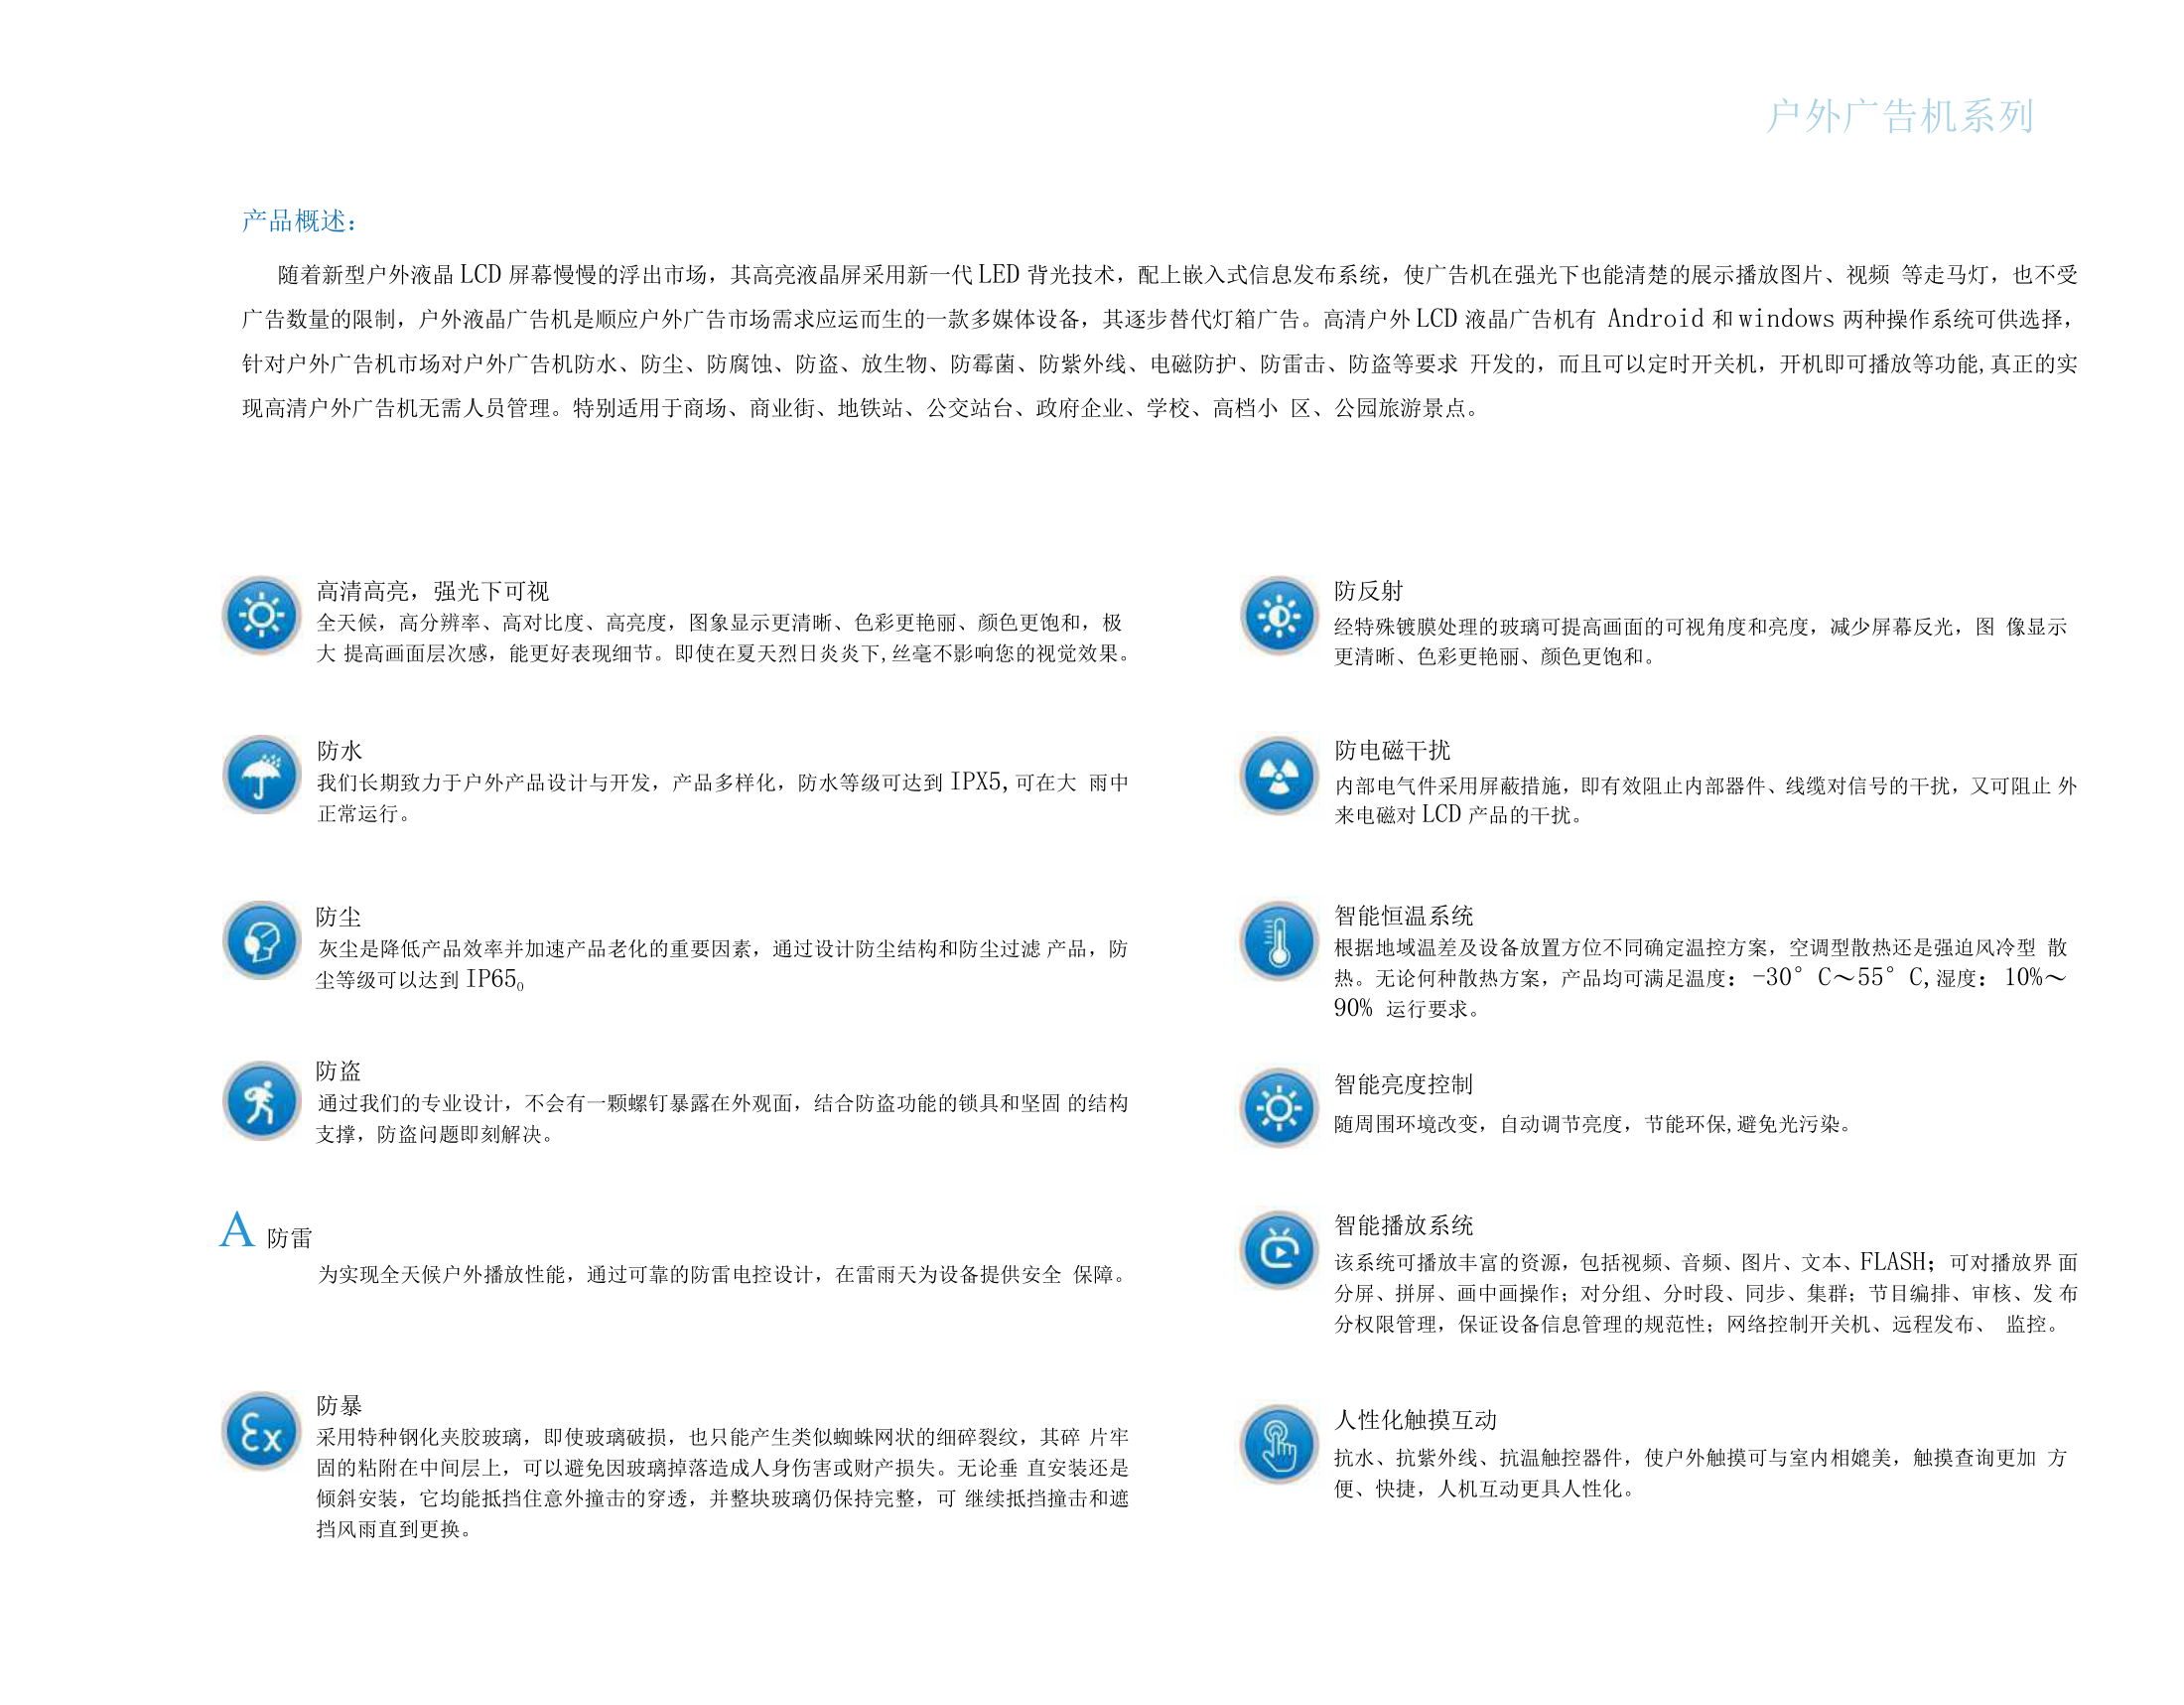 户外广告机系列
产品概述：
随着新型户外液晶 LCD 屏幕慢慢的浮出市场，其高亮液晶屏采用新一代 LED 背光技术，配上嵌入式信息发布系统，使广告机在强光下也能清楚的展示播放图片、视频 等走马灯，也不受
广告数量的限制，户外液晶广告机是顺应户外广告市场需求应运而生的一款多媒体设备，其逐步替代灯箱广告。高清户外 LCD 液晶广告机有 Android 和 windows 两种操作系统可供选择，
针对户外广告机市场对户外广告机防水、防尘、防腐蚀、防盗、放生物、防霉菌、防紫外线、电磁防护、防雷击、防盗等要求 开发的，而且可以定时开关机，开机即可播放等功能,真正的实
现高清户外广告机无需人员管理。特别适用于商场、商业街、地铁站、公交站台、政府企业、学校、高档小 区、公园旅游景点。
高清高亮，强光下可视
全天候，高分辨率、高对比度、高亮度，图象显示更清晰、色彩更艳丽、颜色更饱和，极
大 提高画面层次感，能更好表现细节。即使在夏天烈日炎炎下,丝毫不影响您的视觉效果。
防水
我们长期致力于户外产品设计与开发，产品多样化，防水等级可达到 IPX5,可在大 雨中
正常运行。
防尘
灰尘是降低产品效率并加速产品老化的重要因素，通过设计防尘结构和防尘过滤 产品，防
尘等级可以达到 IP65₀
防盗
通过我们的专业设计，不会有一颗螺钉暴露在外观面，结合防盗功能的锁具和坚固 的结构
支撑，防盗问题即刻解决。
A 防雷
为实现全天候户外播放性能，通过可靠的防雷电控设计，在雷雨天为设备提供安全 保障。
Ex
防暴
采用特种钢化夹胶玻璃，即使玻璃破损，也只能产生类似蜘蛛网状的细碎裂纹，其碎 片牢
固的粘附在中间层上，可以避免因玻璃掉落造成人身伤害或财产损失。无论垂 直安装还是
倾斜安装，它均能抵挡住意外撞击的穿透，并整块玻璃仍保持完整，可 继续抵挡撞击和遮
挡风雨直到更换。
防反射
经特殊镀膜处理的玻璃可提高画面的可视角度和亮度，减少屏幕反光，图 像显示
更清晰、色彩更艳丽、颜色更饱和。
防电磁干扰
内部电气件采用屏蔽措施，即有效阻止内部器件、线缆对信号的干扰，又可阻止 外
来电磁对 LCD 产品的干扰。
智能恒温系统
根据地域温差及设备放置方位不同确定温控方案，空调型散热还是强迫风冷型 散
热。无论何种散热方案，产品均可满足温度：-30° C～55° C,湿度：10%～
90% 运行要求。
智能亮度控制
随周围环境改变，自动调节亮度，节能环保,避免光污染。
智能播放系统
该系统可播放丰富的资源，包括视频、音频、图片、文本、FLASH；可对播放界 面
分屏、拼屏、画中画操作；对分组、分时段、同步、集群；节目编排、审核、发 布
分权限管理，保证设备信息管理的规范性；网络控制开关机、远程发布、 监控。
人性化触摸互动
抗水、抗紫外线、抗温触控器件，使户外触摸可与室内相媲美，触摸查询更加 方
便、快捷，人机互动更具人性化。